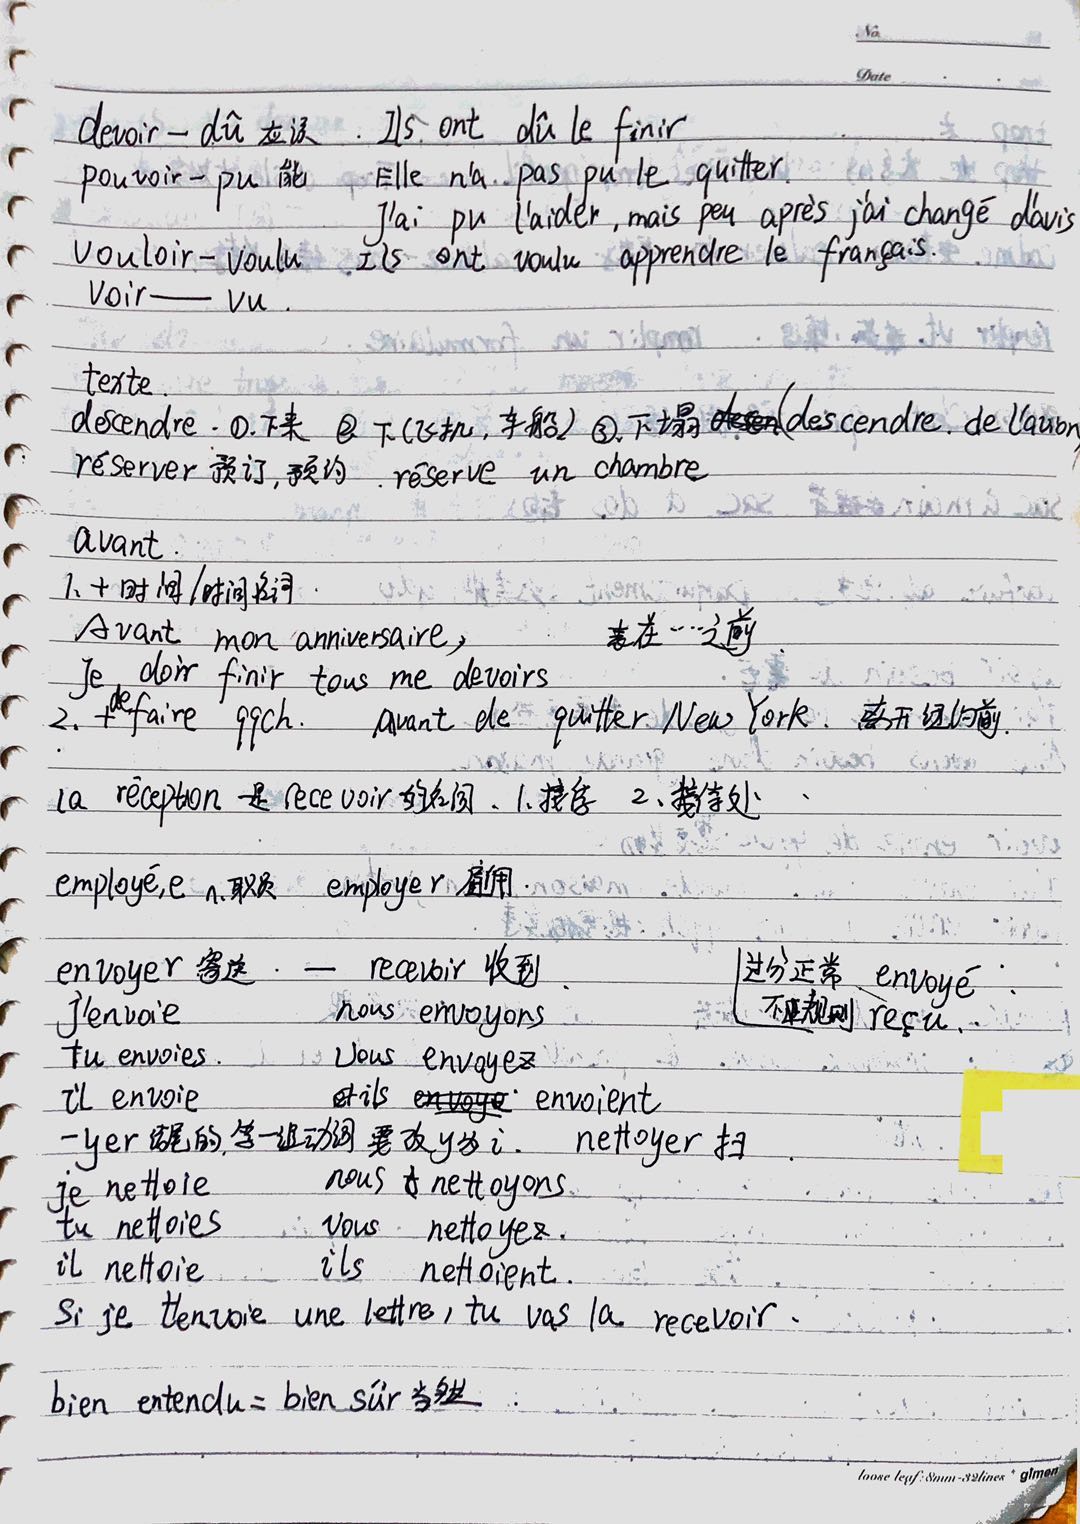 No.
Date
devoir — dû 应该 . Ils ont dû le finir
pouvoir — pu 能 Elle n'a pas pu le quitter.
J'ai pu l'aider, mais peu après j'ai changé d'avis
vouloir — voulu . Ils ont voulu apprendre le français.
voir — vu .
texte.
descendre . ①.下来 ② 下(飞机, 车船) ③.下塌 (descendre de l'avion,
réserver 预订, 预约 . réserve un chambre
avant .
1. + 时间/时间名词 .
Avant mon anniversaire, 表在……之前
Je doir finir tous me devoirs
2. + de faire qqch. avant de quitter New York . 离开纽约前.
la réception 是 recevoir 的名词 . 1.接待 2.接待处 .
employé,e n.职员 employer 雇用.
envoyer 寄送 . — recevoir 收到 过分正常 envoyé .
j'envoie nous envoyons 不规则 reçu .
tu envoies . vous envoyez
il envoie ils envoient
-yer 结尾的,第一组动词 要改y为i. nettoyer 扫
je nettoie nous nettoyons
tu nettoies vous nettoyez .
il nettoie ils nettoient .
Si je t'envoie une lettre, tu vas la recevoir .
bien entendu = bien sûr 当然 .
loose leaf: 8mm-32lines * gimon